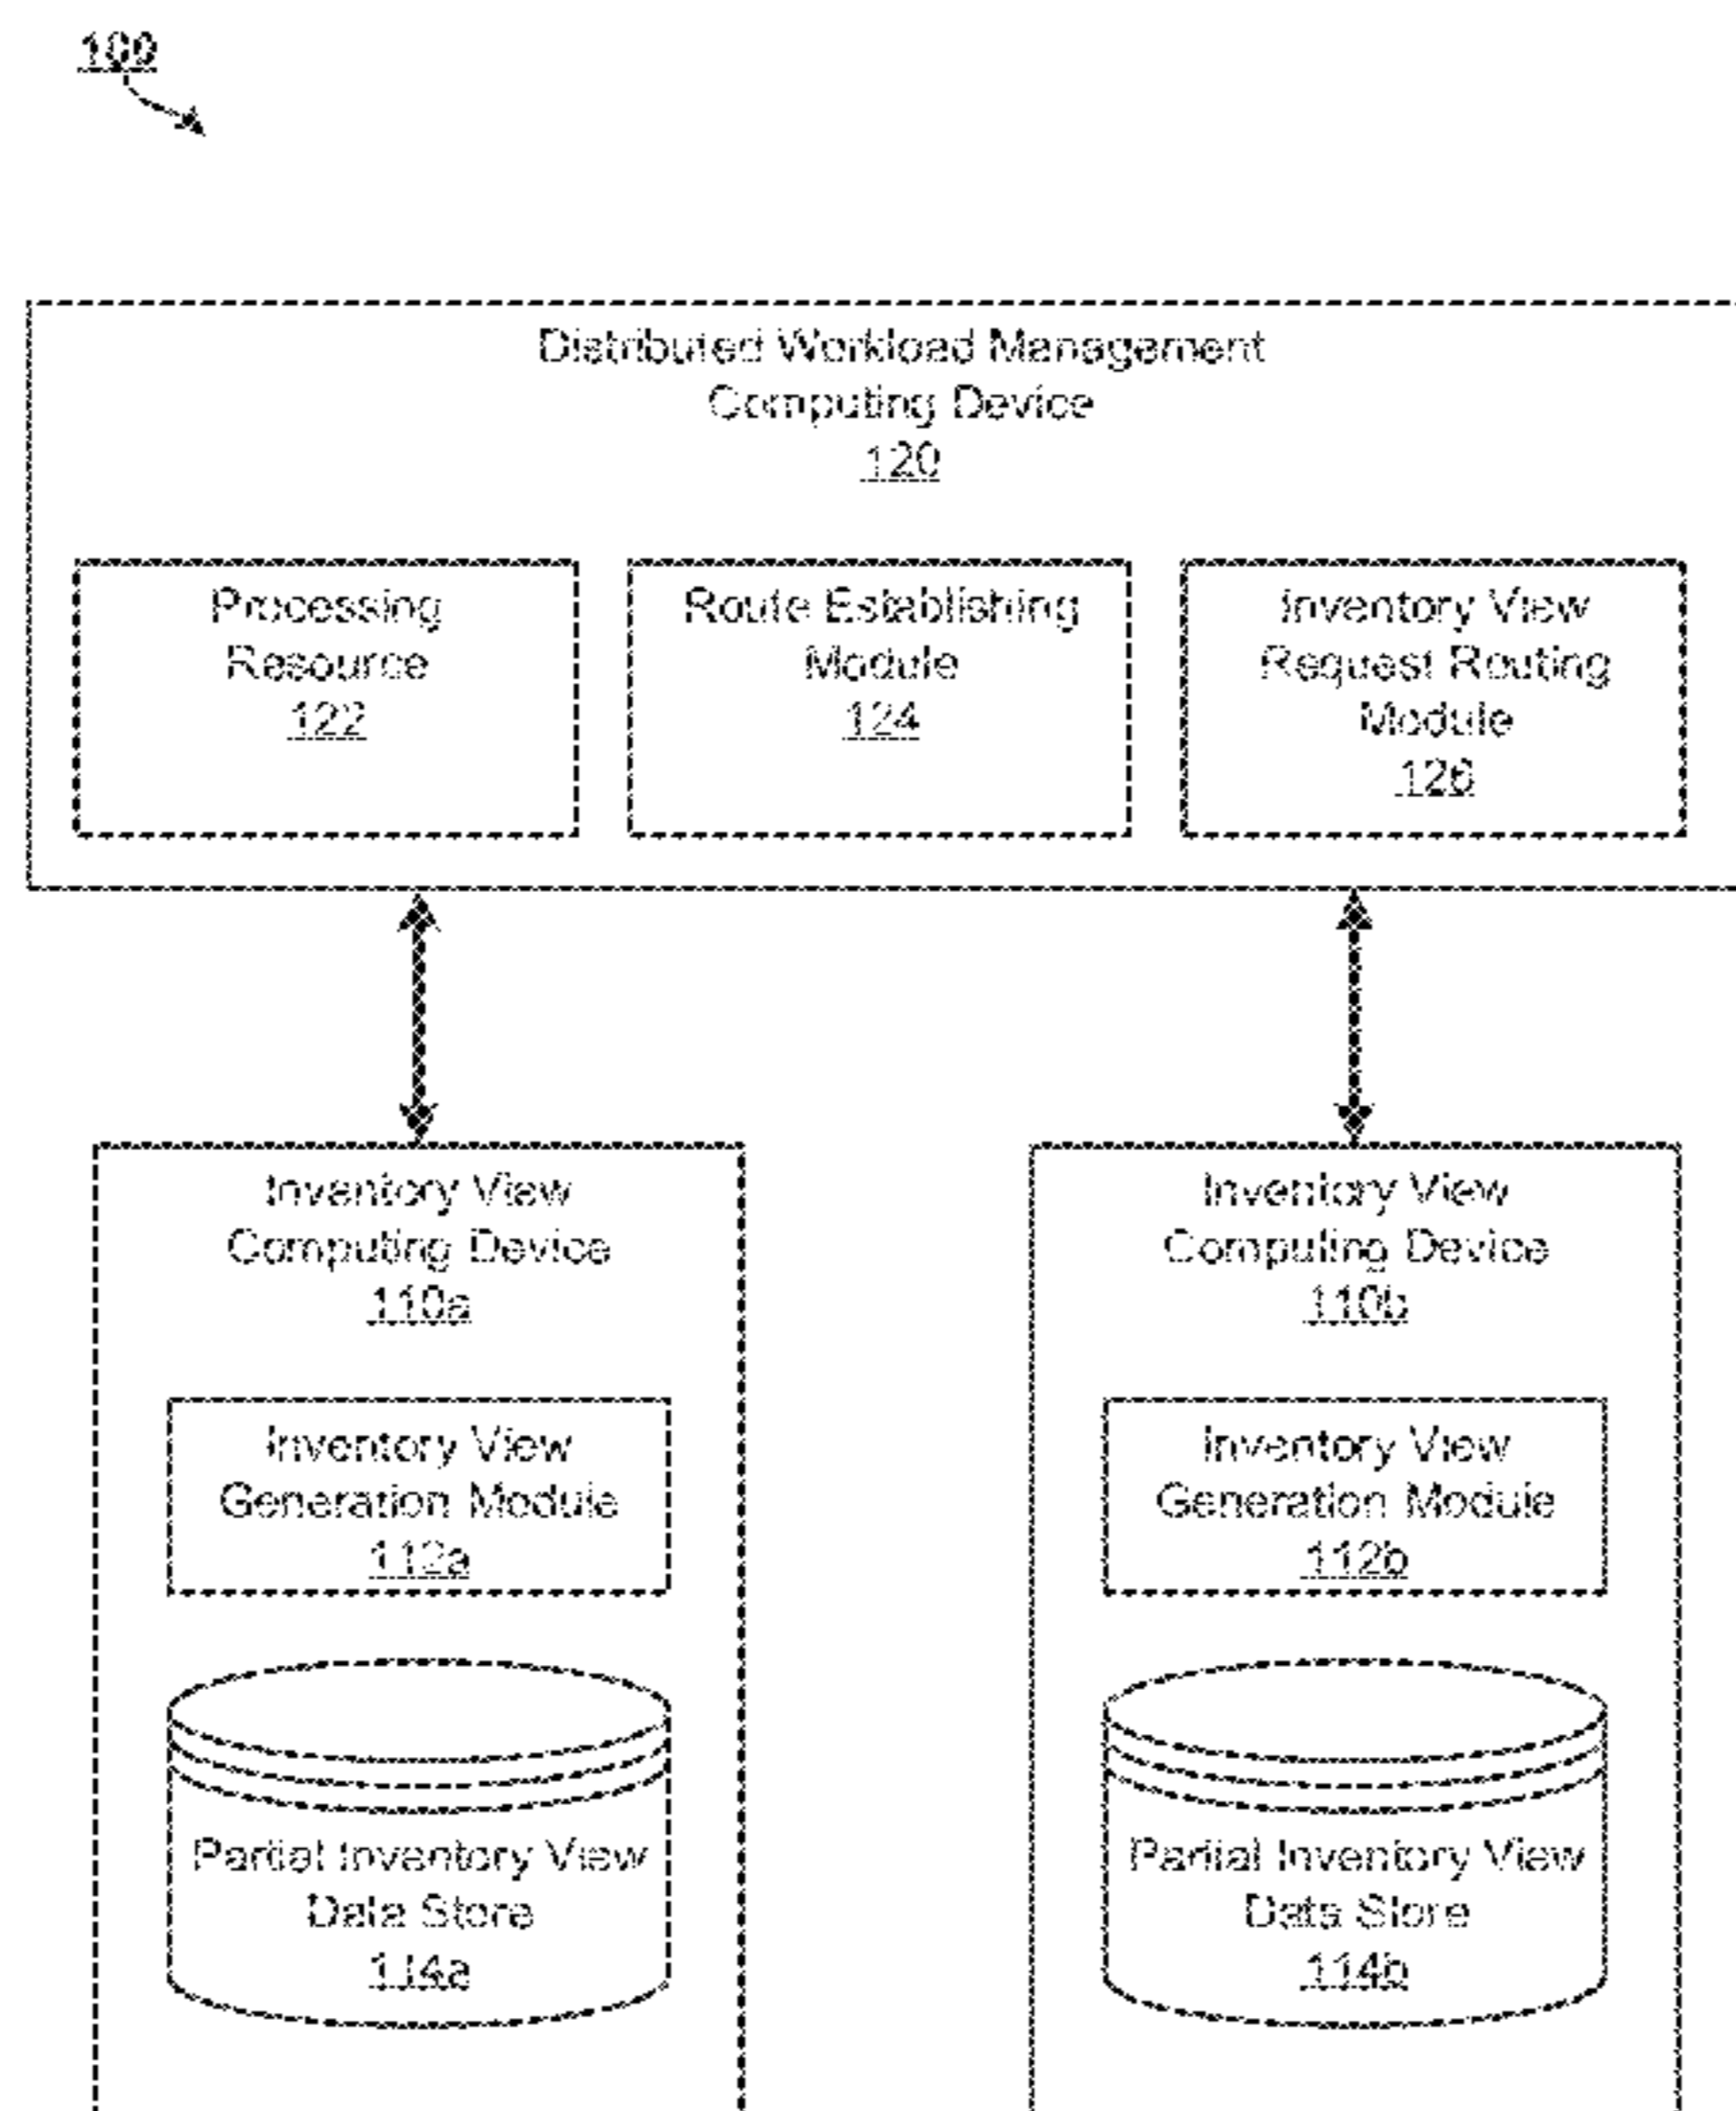 100
Distributed Workload Management
Computing Device
120
Processing
Resource
122
Route Establishing
Module
124
Inventory View
Request Routing
Module
126
Inventory View
Computing Device
110a
Inventory View
Generation Module
112a
Partial Inventory View
Data Store
114a
Inventory View
Computing Device
110b
Inventory View
Generation Module
112b
Partial Inventory View
Data Store
114b